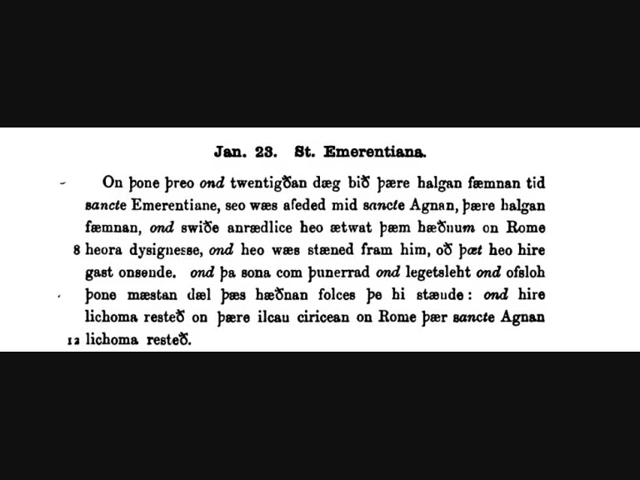 Jan. 23. St. Emerentiana.
On þone þreo ond twentigðan dæg bið þære halgan fæmnan tid
sancte Emerentiane, seo wæs afeded mid sancte Agnan, þære halgan
fæmnan, ond swiðe anrædlice heo ætwat þæm hæðnum on Rome
8 heora dysignesse, ond heo wæs stæned fram him, oð þæt heo hire
gast onsende. ond þa sona com þunerrad ond legetsleht ond ofsloh
þone mæstan dæl þæs hæðnan folces þe hi stænde: ond hire
lichoma resteð on þære ilcan ciricean on Rome þær sancte Agnan
12 lichoma resteð.